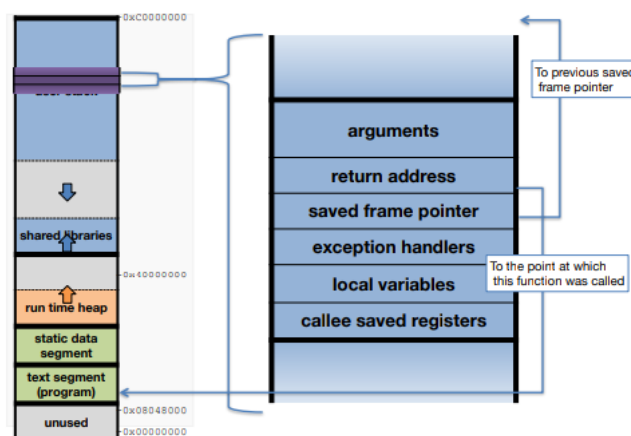 0xC0000000
user stack
shared libraries
0x40000000
run time heap
static data
segment
text segment
(program)
0x08048000
unused
0x00000000
arguments
return address
saved frame pointer
exception handlers
local variables
callee saved registers
To previous saved
frame pointer
To the point at which
this function was called